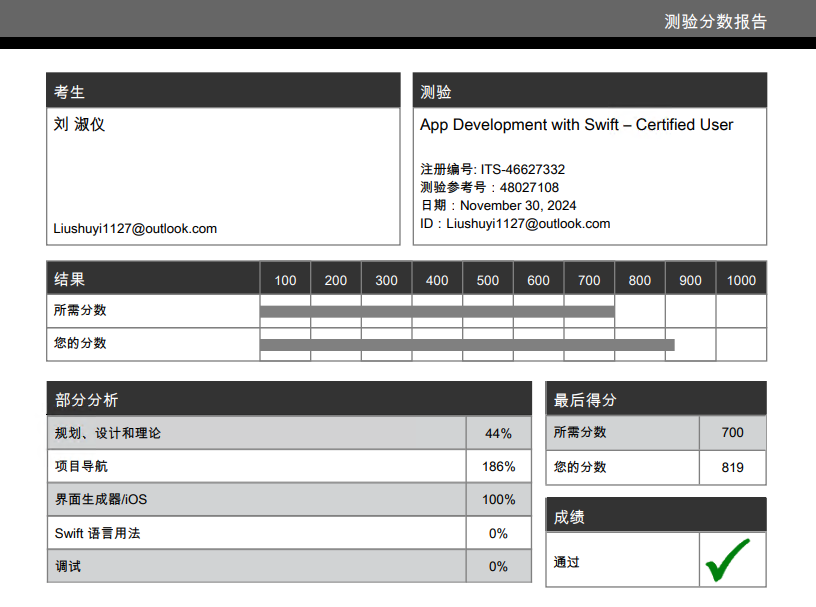 测验分数报告
考生
刘 淑仪
Liushuyi1127@outlook.com
测验
App Development with Swift – Certified User
注册编号: ITS-46627332
测验参考号：48027108
日期：November 30, 2024
ID：Liushuyi1127@outlook.com
结果 100 200 300 400 500 600 700 800 900 1000
所需分数
您的分数
部分分析
规划、设计和理论 44%
项目导航 186%
界面生成器/iOS 100%
Swift 语言用法 0%
调试 0%
最后得分
所需分数 700
您的分数 819
成绩
通过